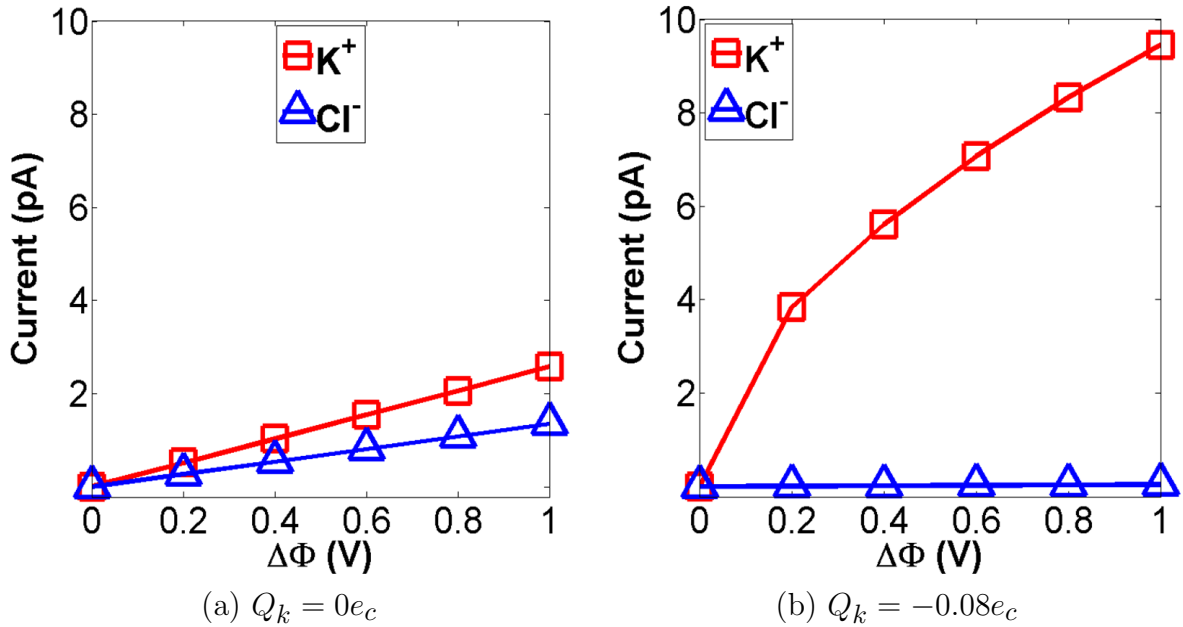 10
8
6
4
2
Current (pA)
K⁺
Cl⁻
0 0.2 0.4 0.6 0.8 1
ΔΦ (V)
(a) Qₖ = 0e_c
10
8
6
4
2
Current (pA)
K⁺
Cl⁻
0 0.2 0.4 0.6 0.8 1
ΔΦ (V)
(b) Qₖ = −0.08e_c